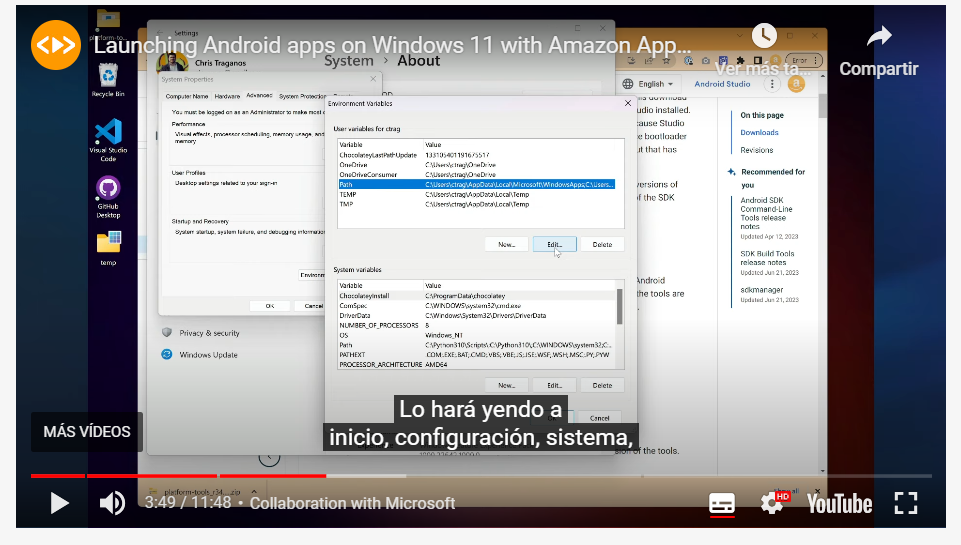 platform-to...
Settings
Launching Android apps on Windows 11 with Amazon App...
Ver más ta...
Compartir
Chris Traganos
System > About
Error
Recycle Bin
Visual Studio
Code
GitHub
Desktop
temp
System Properties
Computer Name Hardware Advanced System Protection
You must be logged on as an Administrator to make most
Performance
Visual effects, processor scheduling, memory usage, and
memory
User Profiles
Desktop settings related to your sign-in
Startup and Recovery
System startup, system failure, and debugging information
Environm
OK Cancel
Privacy & security
Windows Update
Environment Variables
User variables for ctrag
Variable Value
ChocolateyLastPathUpdate 133105401191675517
OneDrive C:\Users\ctrag\OneDrive
OneDriveConsumer C:\Users\ctrag\OneDrive
Path C:\Users\ctrag\AppData\Local\Microsoft\WindowsApps;C:\Users...
TEMP C:\Users\ctrag\AppData\Local\Temp
TMP C:\Users\ctrag\AppData\Local\Temp
New... Edit... Delete
System variables
Variable Value
ChocolateyInstall C:\ProgramData\chocolatey
ComSpec C:\WINDOWS\system32\cmd.exe
DriverData C:\Windows\System32\Drivers\DriverData
NUMBER_OF_PROCESSORS 8
OS Windows_NT
Path C:\Python310\Scripts\;C:\Python310\;C:\WINDOWS\system32;C...
PATHEXT .COM;.EXE;.BAT;.CMD;.VBS;.VBE;.JS;.JSE;.WSF;.WSH;.MSC;.PY;.PYW
PROCESSOR_ARCHITECTURE AMD64
New... Edit... Delete
Cancel
English
Android Studio
udio installed.
ause Studio
e bootloader
ut that has
versions of
f the SDK
Android
the tools are
sion of the tools.
On this page
Downloads
Revisions
Recommended for
you
Android SDK
Command-Line
Tools release
notes
Updated Apr 12, 2023
SDK Build Tools
release notes
Updated Jun 21, 2023
sdkmanager
Updated Jun 21, 2023
Lo hará yendo a
inicio, configuración, sistema,
MÁS VÍDEOS
platform-tools_r34....zip
3:49 / 11:48 • Collaboration with Microsoft
HD
YouTube